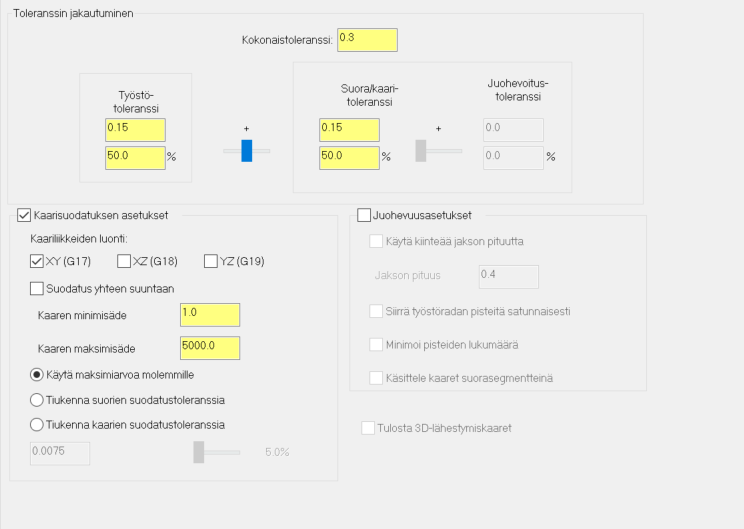 Toleranssin jakautuminen
Kokonaistoleranssi: 0.3
Työstö-
toleranssi
0.15
50.0 %
+
Suora/kaari-
toleranssi
0.15
50.0 %
+
Juohevoitus-
toleranssi
0.0
0.0 %
Kaarisuodatuksen asetukset
Kaariliikkeiden luonti:
XY (G17) XZ (G18) YZ (G19)
Suodatus yhteen suuntaan
Kaaren minimisäde 1.0
Kaaren maksimisäde 5000.0
Käytä maksimiarvoa molemmille
Tiukenna suorien suodatustoleranssia
Tiukenna kaarien suodatustoleranssia
0.0075 5.0%
Juohevuusasetukset
Käytä kiinteää jakson pituutta
Jakson pituus 0.4
Siirrä työstöradan pisteitä satunnaisesti
Minimoi pisteiden lukumäärä
Käsittele kaaret suorasegmentteinä
Tulosta 3D-lähestymiskaaret